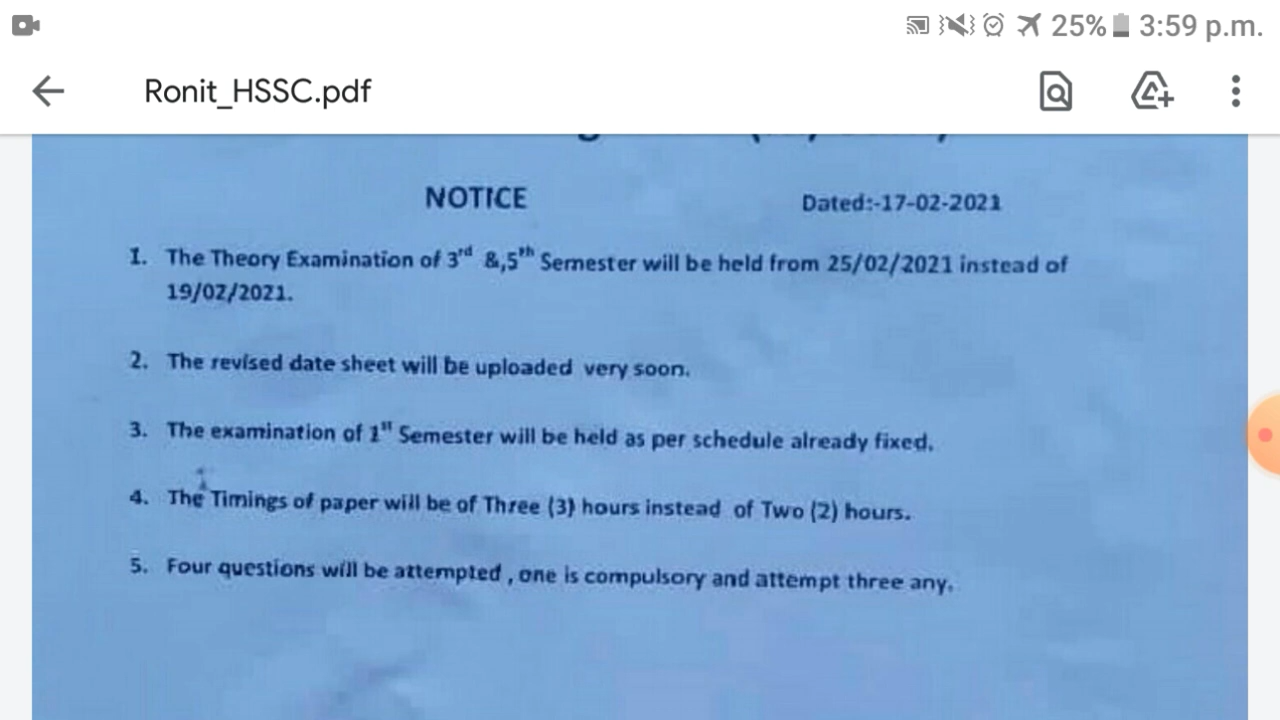 25% 3:59 p.m.
Ronit_HSSC.pdf
NOTICE Dated:-17-02-2021
1. The Theory Examination of 3rd &,5th Semester will be held from 25/02/2021 instead of
19/02/2021.
2. The revised date sheet will be uploaded very soon.
3. The examination of 1st Semester will be held as per schedule already fixed.
4. The Timings of paper will be of Three (3) hours instead of Two (2) hours.
5. Four questions will be attempted , one is compulsory and attempt three any.